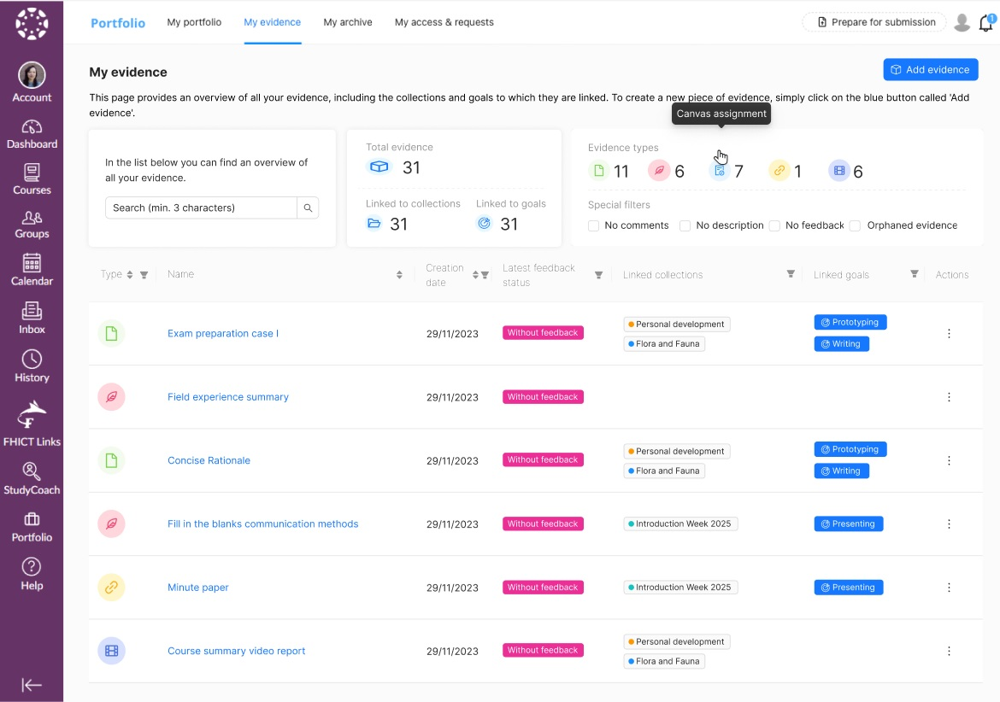 Portfolio
My portfolio
My evidence
My archive
My access & requests
Prepare for submission
1
Account
Dashboard
Courses
Groups
Calendar
Inbox
History
FHICT Links
StudyCoach
Portfolio
Help
My evidence
Add evidence
This page provides an overview of all your evidence, including the collections and goals to which they are linked. To create a new piece of evidence, simply click on the blue button called 'Add
evidence'.
Canvas assignment
In the list below you can find an overview of
all your evidence.
Search (min. 3 characters)
Total evidence
31
Linked to collections
31
Linked to goals
31
Evidence types
11
6
7
1
6
Special filters
No comments
No description
No feedback
Orphaned evidence
Type
Name
Creation
date
Latest feedback
status
Linked collections
Linked goals
Actions
Exam preparation case I
29/11/2023
Without feedback
Personal development
Flora and Fauna
Prototyping
Writing
Field experience summary
29/11/2023
Without feedback
Concise Rationale
29/11/2023
Without feedback
Personal development
Flora and Fauna
Prototyping
Writing
Fill in the blanks communication methods
29/11/2023
Without feedback
Introduction Week 2025
Presenting
Minute paper
29/11/2023
Without feedback
Introduction Week 2025
Presenting
Course summary video report
29/11/2023
Without feedback
Personal development
Flora and Fauna